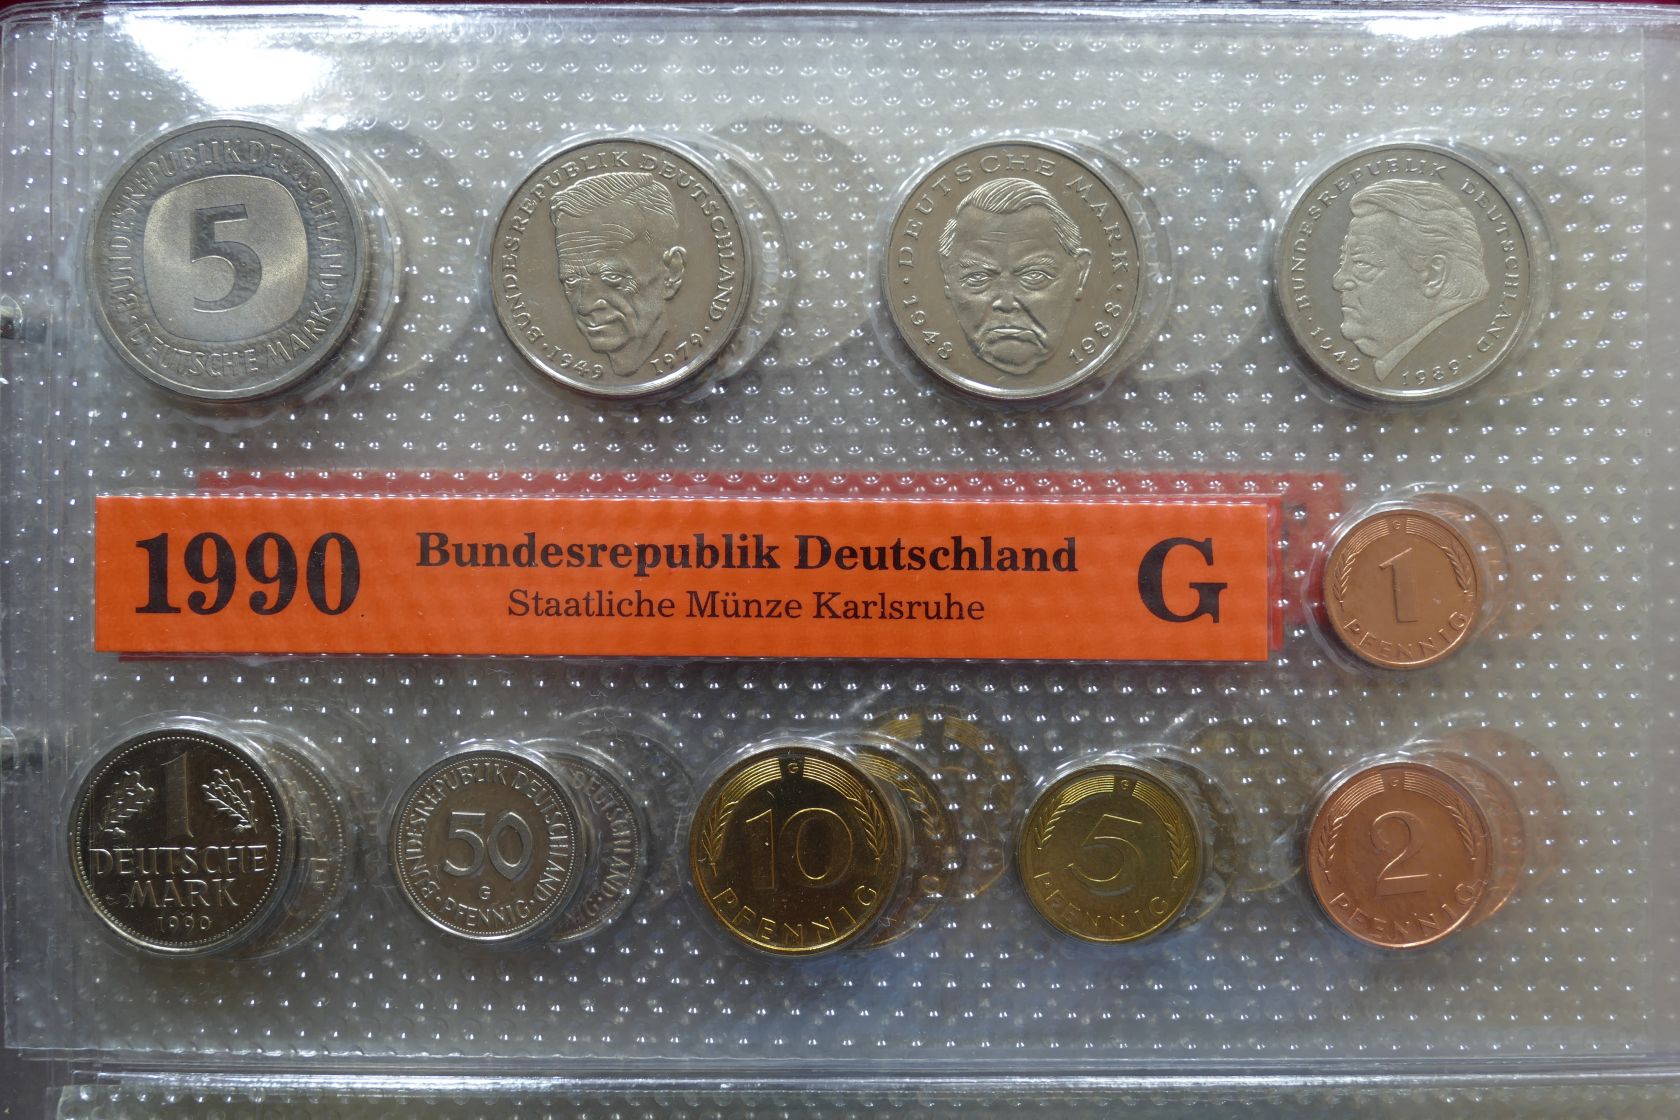 BUNDESREPUBLIK DEUTSCHLAND
5
DEUTSCHE MARK
BUNDESREPUBLIK DEUTSCHLAND
1949 1979
DEUTSCHE MARK
1948 1988
BUNDESREPUBLIK DEUTSCHLAND
1949 1989
1990
Bundesrepublik Deutschland
Staatliche Münze Karlsruhe
G
G
1
PFENNIG
1
DEUTSCHE
MARK
1990
BUNDESREPUBLIK DEUTSCHLAND
50
G
PFENNIG
G
10
PFENNIG
G
5
PFENNIG
G
2
PFENNIG